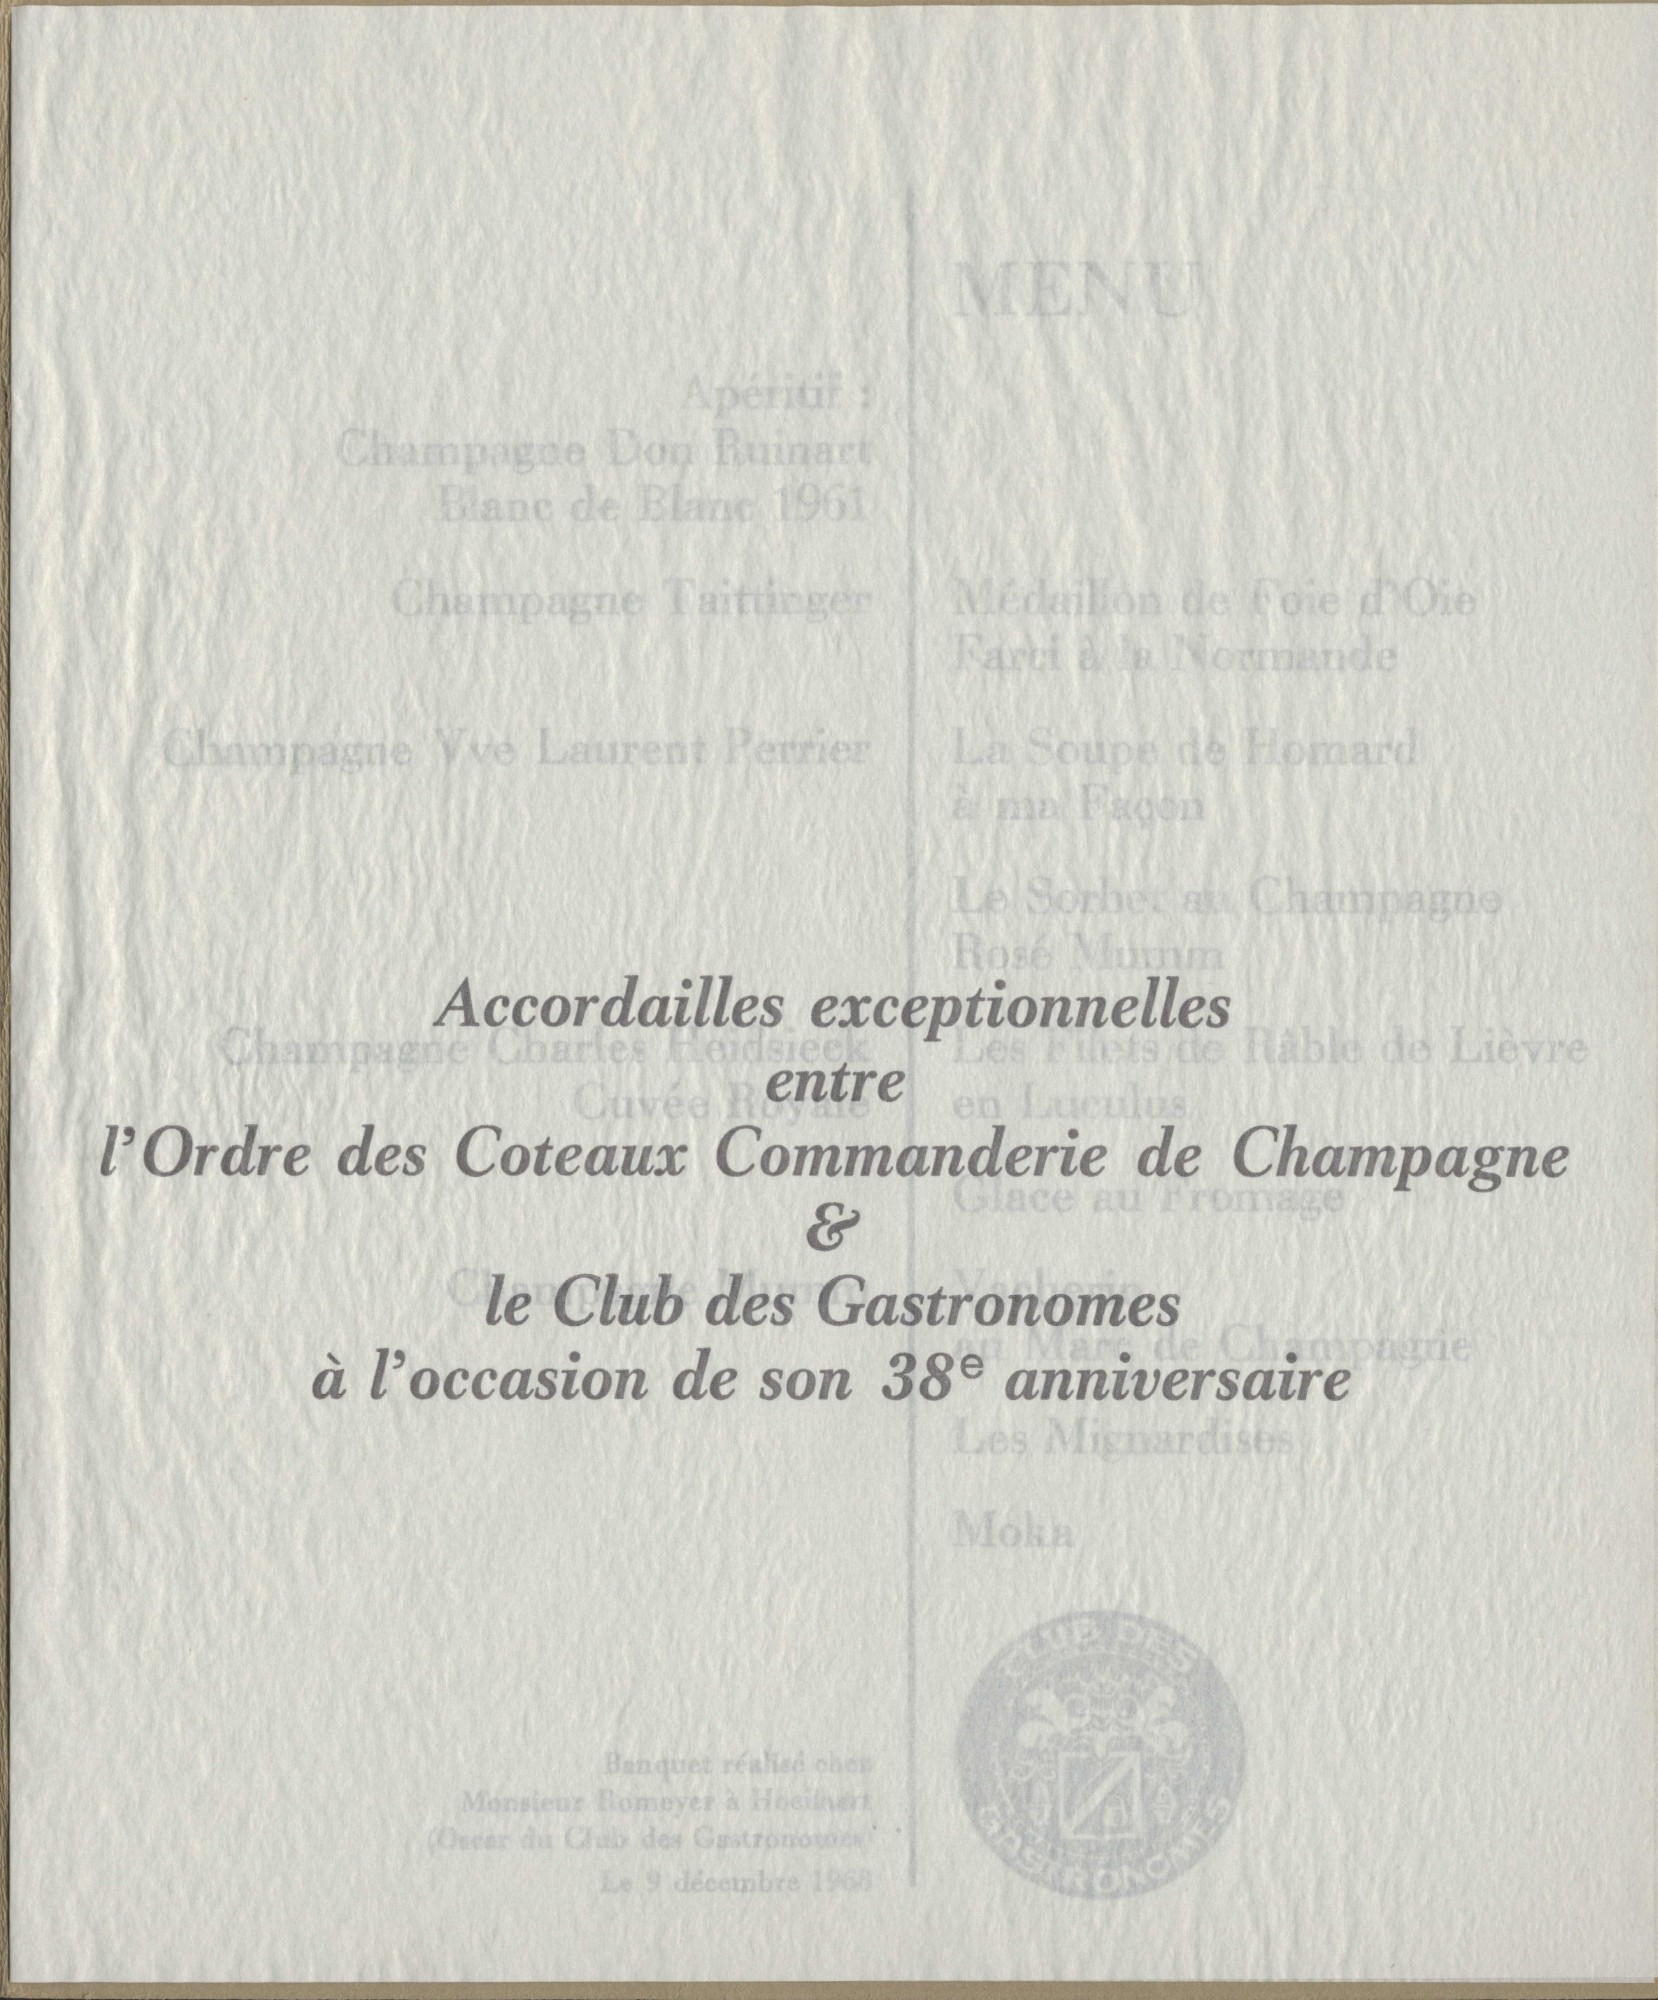 MENU
Apéritif :
Champagne Don Ruinart
Blanc de Blanc 1961
Champagne Taittinger
Médaillon de Foie d'Oie
Farci à la Normande
Champagne Vve Laurent Perrier
La Soupe de Homard
à ma Façon
Le Sorbet au Champagne
Rosé Mumm
Accordailles exceptionnelles
Champagne Charles Heidsieck
Les Filets de Râble de Lièvre
entre
Cuvée Royale
en Luculus
l'Ordre des Coteaux Commanderie de Champagne
Glace au Fromage
&
Champagne
Vacherin
le Club des Gastronomes
au Marc de Champagne
à l'occasion de son 38e anniversaire
Les Mignardises
Moka
CLUB DES
GASTRONOMES
Banquet réalisé chez
Monsieur Romeyer à Hoeilaart
(Oscar du Club des Gastronomes)
Le 9 décembre 1968